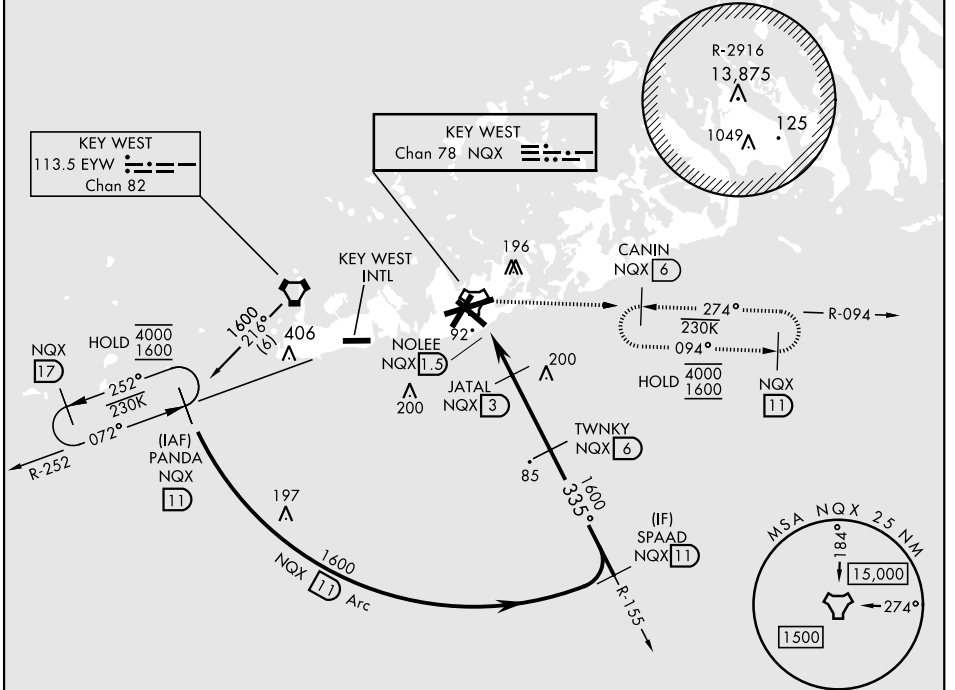 R-2916
13,875
1049
125
KEY WEST
113.5 EYW
Chan 82
KEY WEST
Chan 78 NQX
196
CANIN
NQX 6
KEY WEST
INTL
1600
216°
(6)
406
274°
230K
094°
R-094
HOLD 4000
1600
NQX
11
NQX
17
HOLD 4000
1600
252°
230K
072°
R-252
92
NOLEE
NQX 1.5
200
JATAL
NQX 3
200
TWNKY
NQX 6
85
(IAF)
PANDA
NQX
11
197
1600
NQX 11 Arc
1600
335°
(IF)
SPAAD
NQX 11
R-155
MSA NQX 25 NM
184°
15,000
274°
1500